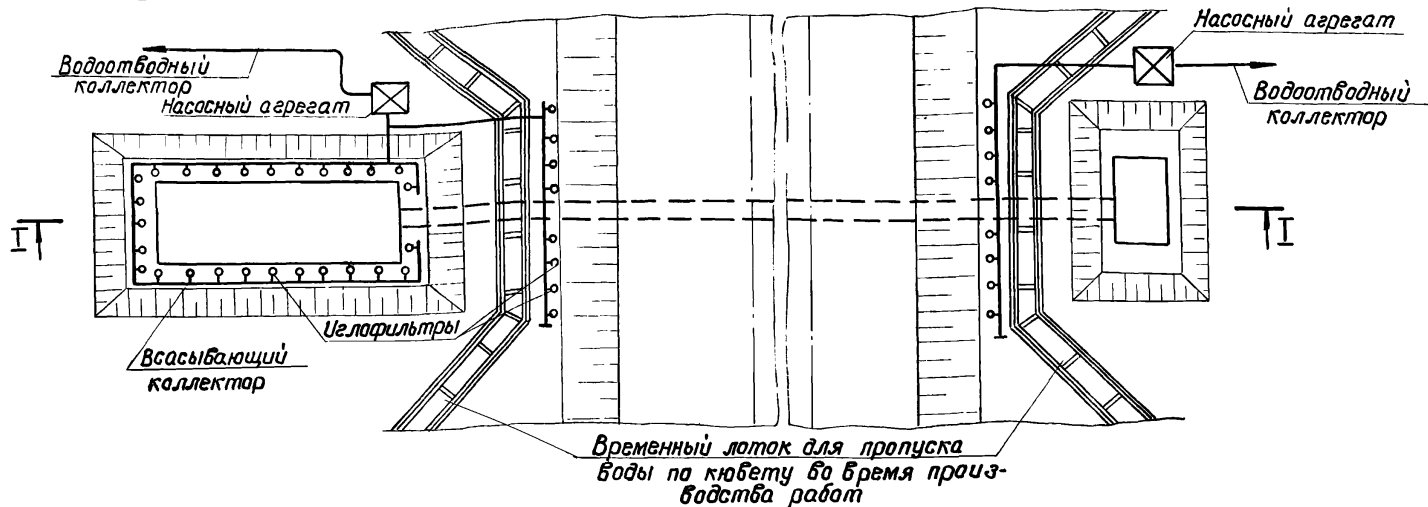 Водоотводный
коллектор
Насосный агрегат
Насосный агрегат
Водоотводный
коллектор
I
I
Иглофильтры
Всасывающий
коллектор
Временный лоток для пропуска
воды по кювету во время произ-
водства работ